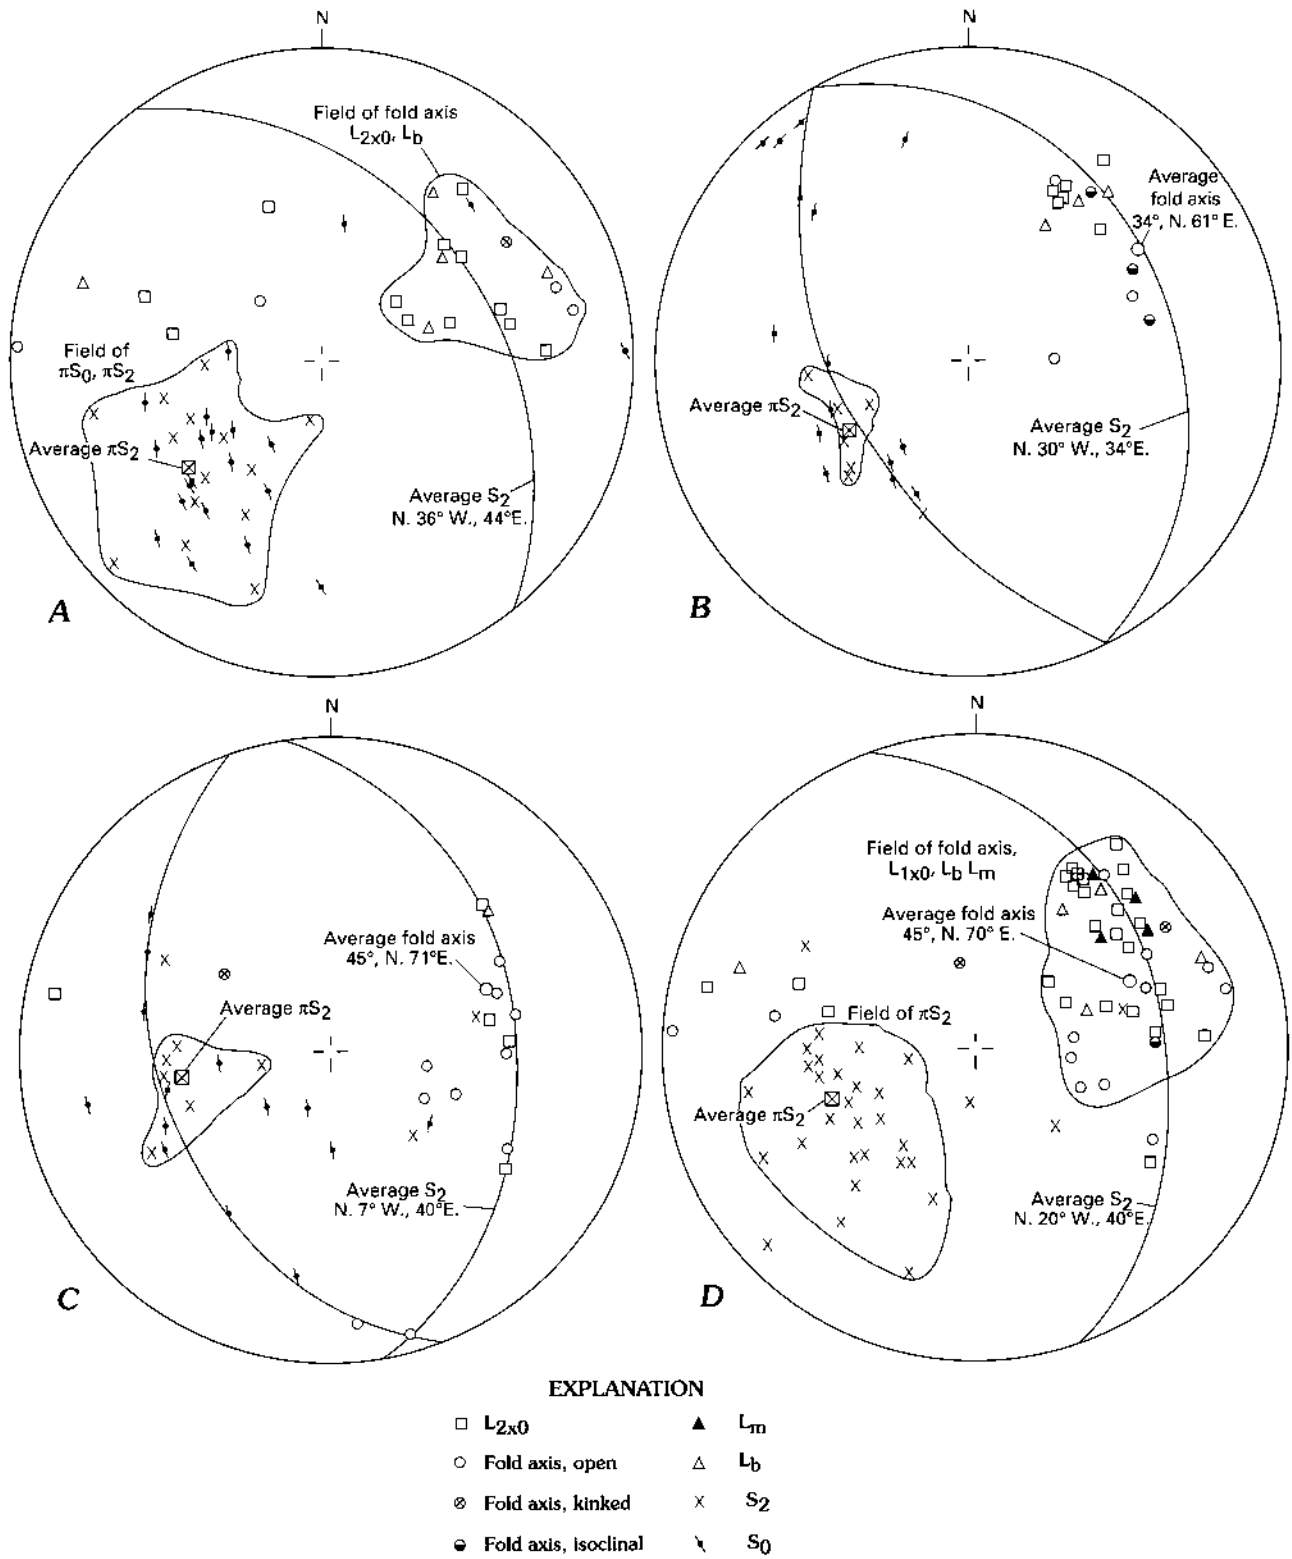 N
Field of fold axis
L2x0, Lb
Field of
πS0, πS2
Average πS2
Average S2
N. 36° W., 44°E.
A
N
Average
fold axis
34°, N. 61° E.
Average πS2
Average S2
N. 30° W., 34°E.
B
N
Average fold axis
45°, N. 71°E.
Average πS2
Average S2
N. 7° W., 40°E.
C
N
Field of fold axis,
L1x0, Lb Lm
Average fold axis
45°, N. 70° E.
Field of πS2
Average πS2
Average S2
N. 20° W., 40°E.
D
EXPLANATION
L2x0
Fold axis, open
Fold axis, kinked
Fold axis, isoclinal
Lm
Lb
S2
S0